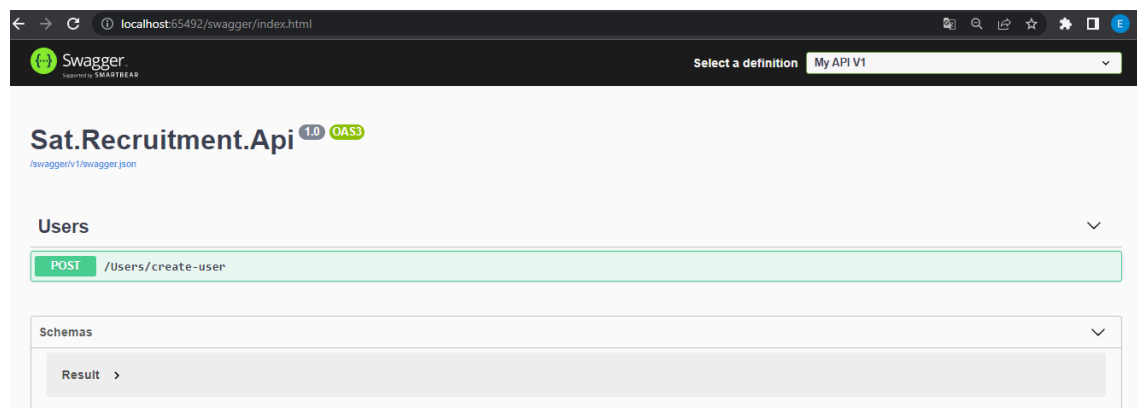 localhost:65492/swagger/index.html
E
Swagger.
Supported by SMARTBEAR
Select a definition My API V1
Sat.Recruitment.Api 1.0 OAS3
/swagger/v1/swagger.json
Users
POST /Users/create-user
Schemas
Result